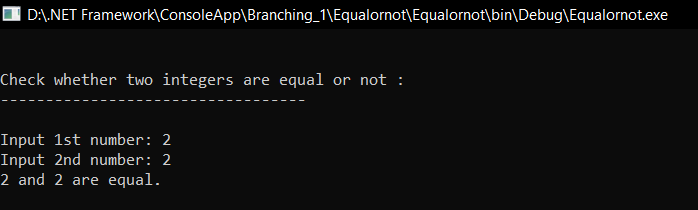 D:\.NET Framework\ConsoleApp\Branching_1\Equalornot\Equalornot\bin\Debug\Equalornot.exe
Check whether two integers are equal or not :
----------------------------------
Input 1st number: 2
Input 2nd number: 2
2 and 2 are equal.